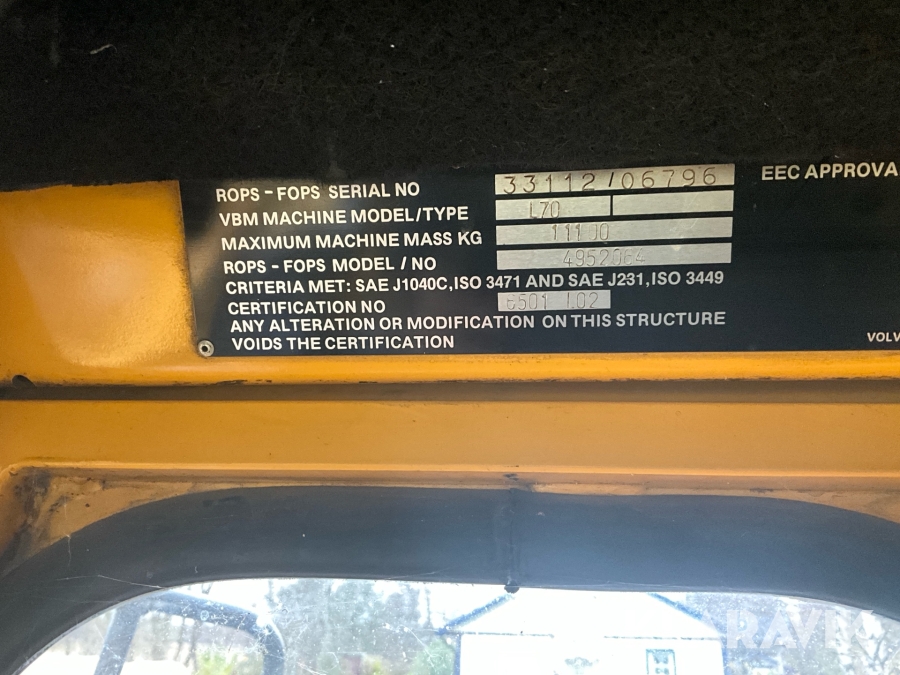 ROPS - FOPS SERIAL NO 33112/06796
VBM MACHINE MODEL/TYPE L70
MAXIMUM MACHINE MASS KG 11100
ROPS - FOPS MODEL / NO 4952064
CRITERIA MET: SAE J1040C, ISO 3471 AND SAE J231, ISO 3449
CERTIFICATION NO
ANY ALTERATION OR MODIFICATION ON THIS STRUCTURE
VOIDS THE CERTIFICATION
EEC APPROVA
VOLV